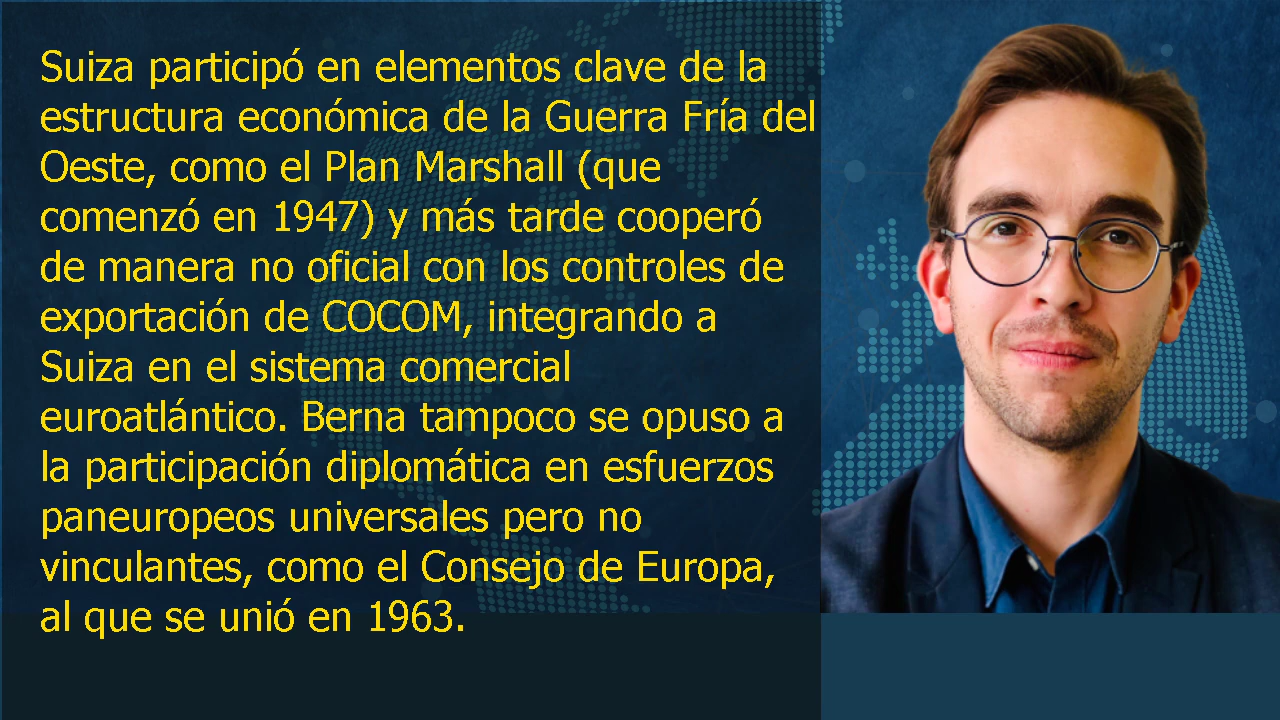 Suiza participó en elementos clave de la
estructura económica de la Guerra Fría del
Oeste, como el Plan Marshall (que
comenzó en 1947) y más tarde cooperó
de manera no oficial con los controles de
exportación de COCOM, integrando a
Suiza en el sistema comercial
euroatlántico. Berna tampoco se opuso a
la participación diplomática en esfuerzos
paneuropeos universales pero no
vinculantes, como el Consejo de Europa,
al que se unió en 1963.